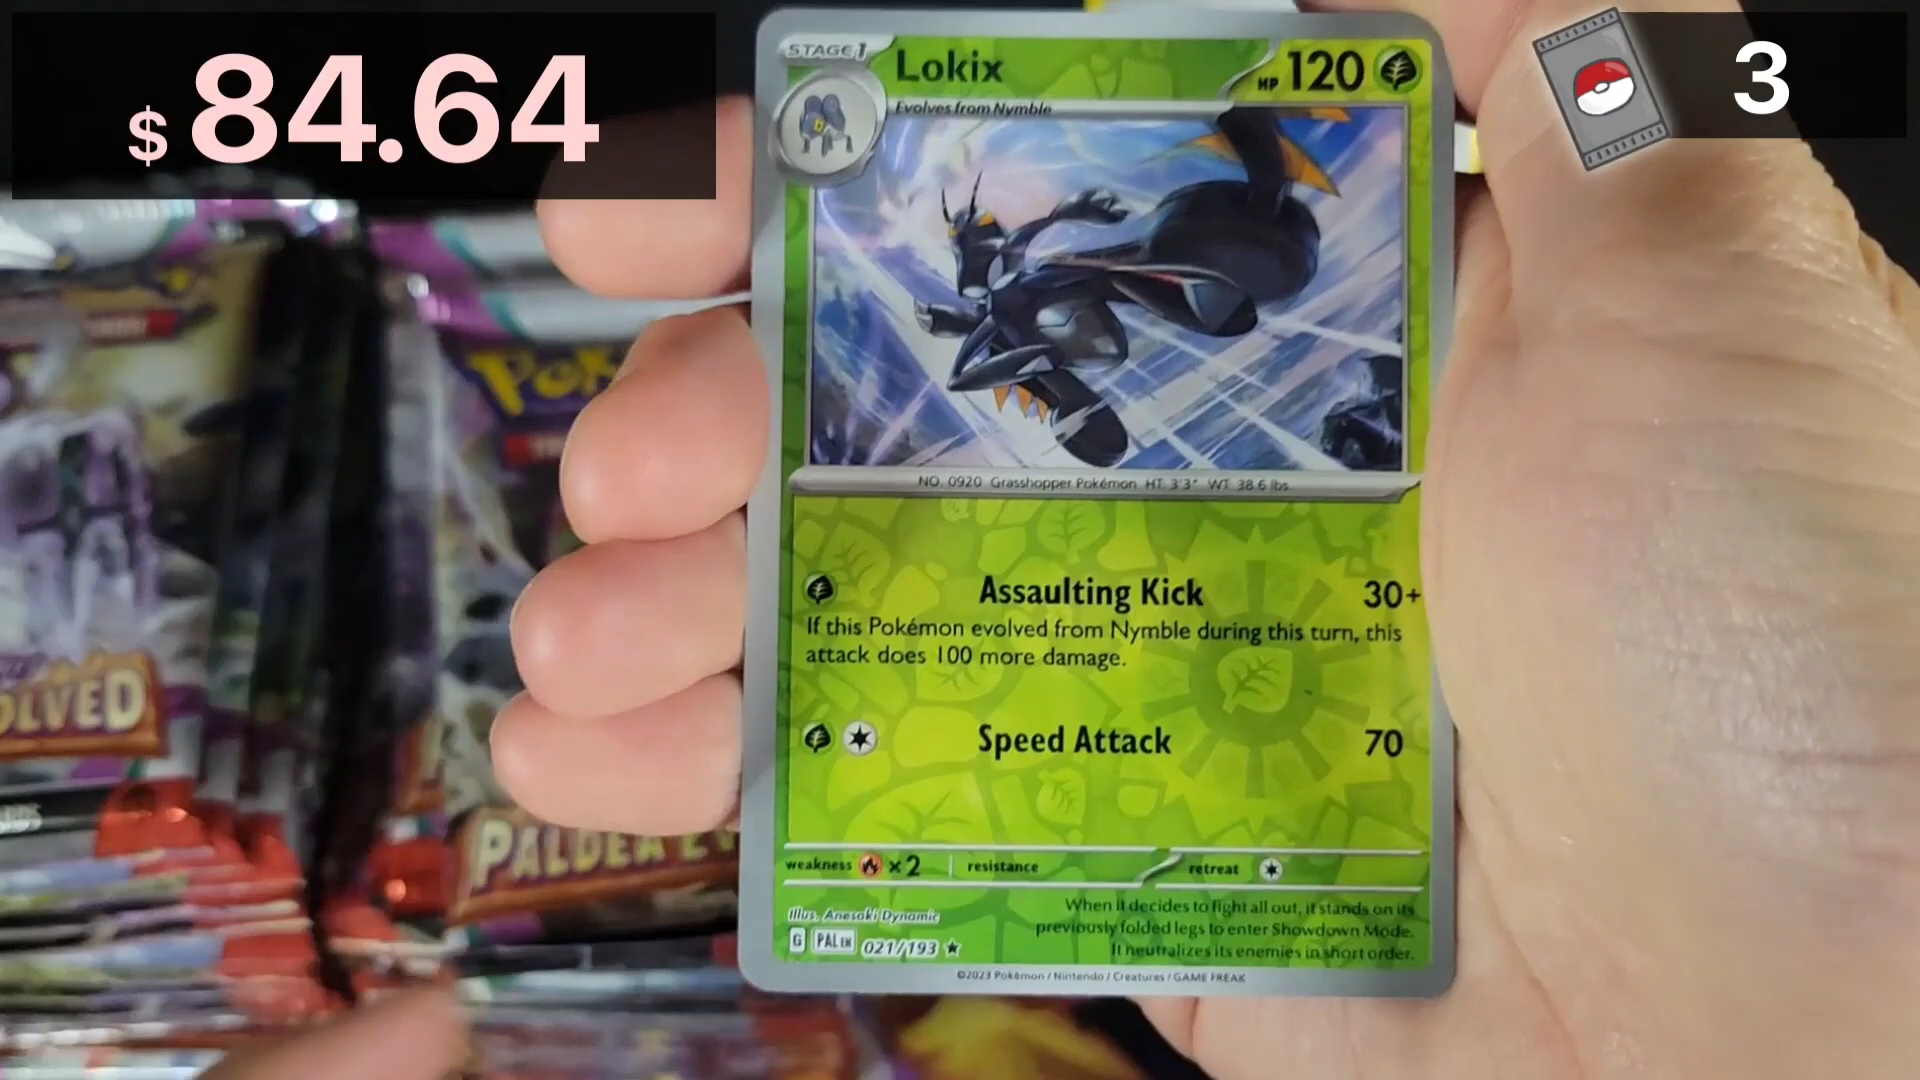 $84.64
3
STAGE 1
Lokix
HP 120
Evolves from Nymble
NO. 0920 Grasshopper Pokémon HT: 3'3" WT: 38.6 lbs.
Assaulting Kick 30+
If this Pokémon evolved from Nymble during this turn, this
attack does 100 more damage.
Speed Attack 70
weakness ×2 resistance retreat
Illus. Anesaki Dynamic
When it decides to fight all out, it stands on its
previously folded legs to enter Showdown Mode.
It neutralizes its enemies in short order.
G PAL EN 021/193 ★
©2023 Pokémon / Nintendo / Creatures / GAME FREAK
OLVED
POK
PALDEA EV